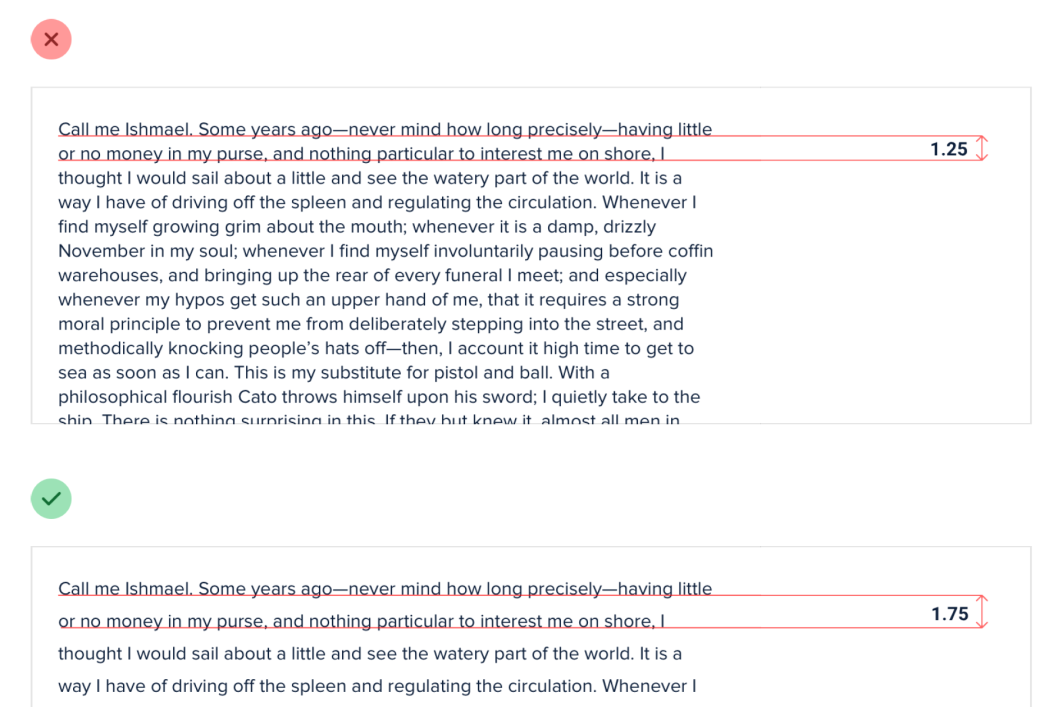 Call me Ishmael. Some years ago—never mind how long precisely—having little
or no money in my purse, and nothing particular to interest me on shore, I
1.25
thought I would sail about a little and see the watery part of the world. It is a
way I have of driving off the spleen and regulating the circulation. Whenever I
find myself growing grim about the mouth; whenever it is a damp, drizzly
November in my soul; whenever I find myself involuntarily pausing before coffin
warehouses, and bringing up the rear of every funeral I meet; and especially
whenever my hypos get such an upper hand of me, that it requires a strong
moral principle to prevent me from deliberately stepping into the street, and
methodically knocking people’s hats off—then, I account it high time to get to
sea as soon as I can. This is my substitute for pistol and ball. With a
philosophical flourish Cato throws himself upon his sword; I quietly take to the
ship. There is nothing surprising in this. If they but knew it, almost all men in
Call me Ishmael. Some years ago—never mind how long precisely—having little
or no money in my purse, and nothing particular to interest me on shore, I
1.75
thought I would sail about a little and see the watery part of the world. It is a
way I have of driving off the spleen and regulating the circulation. Whenever I